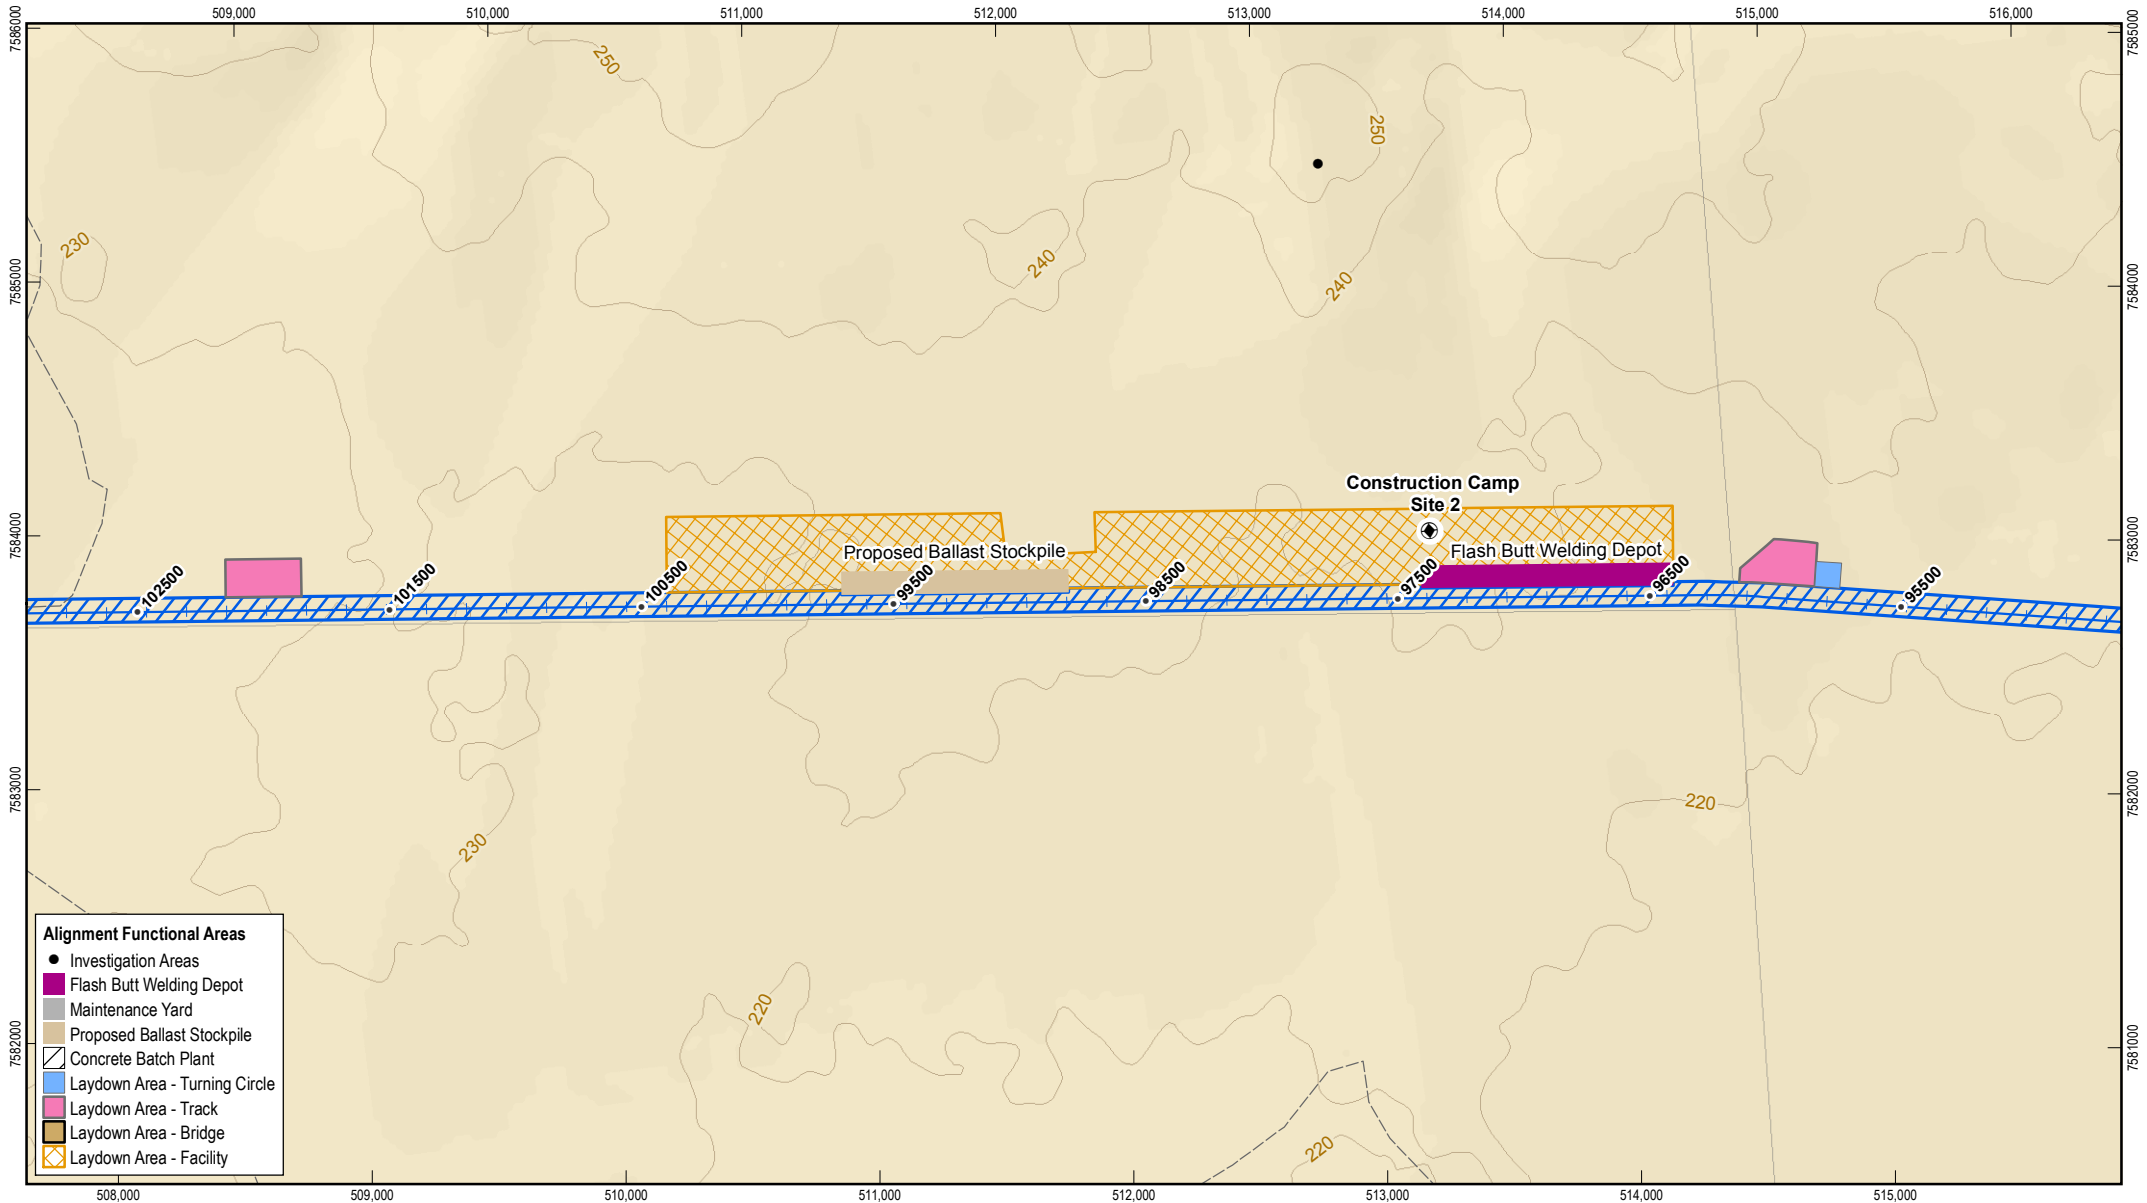 509,000 510,000 511,000 512,000 513,000 514,000 515,000 516,000
7586000
7585000
250
250
230
240
240
7585000
7584000
Construction Camp
Site 2
7584000
7583000
Proposed Ballast Stockpile
Flash Butt Welding Depot
102500
101500
100500
99500
98500
97500
96500
95500
7583000
7582000
220
230
Alignment Functional Areas
Investigation Areas
Flash Butt Welding Depot
Maintenance Yard
Proposed Ballast Stockpile
Concrete Batch Plant
Laydown Area - Turning Circle
Laydown Area - Track
Laydown Area - Bridge
Laydown Area - Facility
220
7582000
7581000
220
508,000 509,000 510,000 511,000 512,000 513,000 514,000 515,000